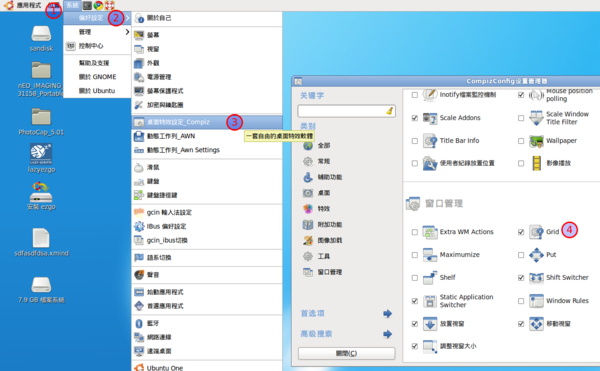 應用程式
系統
1
2
偏好設定
管理
控制中心
幫助及支援
關於 GNOME
關於 Ubuntu
關於自己
螢幕
視窗
外觀
電源管理
螢幕保護程式
加密與鑰匙圈
桌面特效設定_Compiz
3
一套自由的桌面特效軟體
動態工作列_AWN
動態工作列_Awn Settings
滑鼠
鍵盤
鍵盤捷徑鍵
gcin 輸入法設定
IBus 偏好設定
gcin_ibus切換
語系切換
聲音
始動應用程式
首選應用程式
藍牙
網路連線
遠端桌面
Ubuntu One
sandisk
nED_iMAGING
31158_Portable
PhotoCap_5.01
lazyezgo
安裝 ezgo
sdfasdfdsa.xmind
7.9 GB 檔案系統
CompizConfig设置管理器
关键字
类别
全部
常规
辅助功能
桌面
特效
附加功能
图像加载
工具
窗口管理
首选项
高级搜索
關閉(C)
Inotify檔案監控機制
Mouse position
polling
Scale Addons
Scale Window
Title Filter
Title Bar Info
Wallpaper
使用者紀錄放置位置
影像播放
窗口管理
Extra WM Actions
Grid
4
Maximumize
Put
Shelf
Shift Switcher
Static Application
Switcher
Window Rules
放置視窗
移動視窗
調整視窗大小